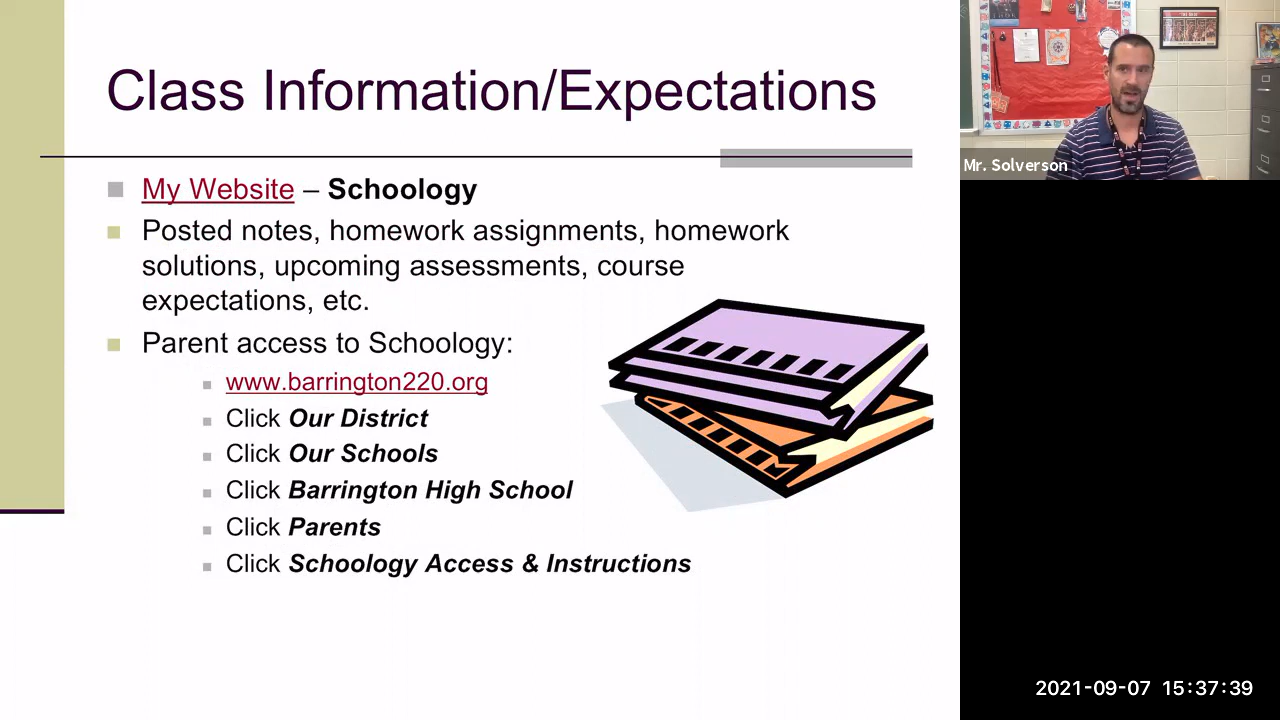 Class Information/Expectations
My Website – Schoology
Posted notes, homework assignments, homework
solutions, upcoming assessments, course
expectations, etc.
Parent access to Schoology:
www.barrington220.org
Click Our District
Click Our Schools
Click Barrington High School
Click Parents
Click Schoology Access & Instructions
Mr. Solverson
2021-09-07 15:37:39